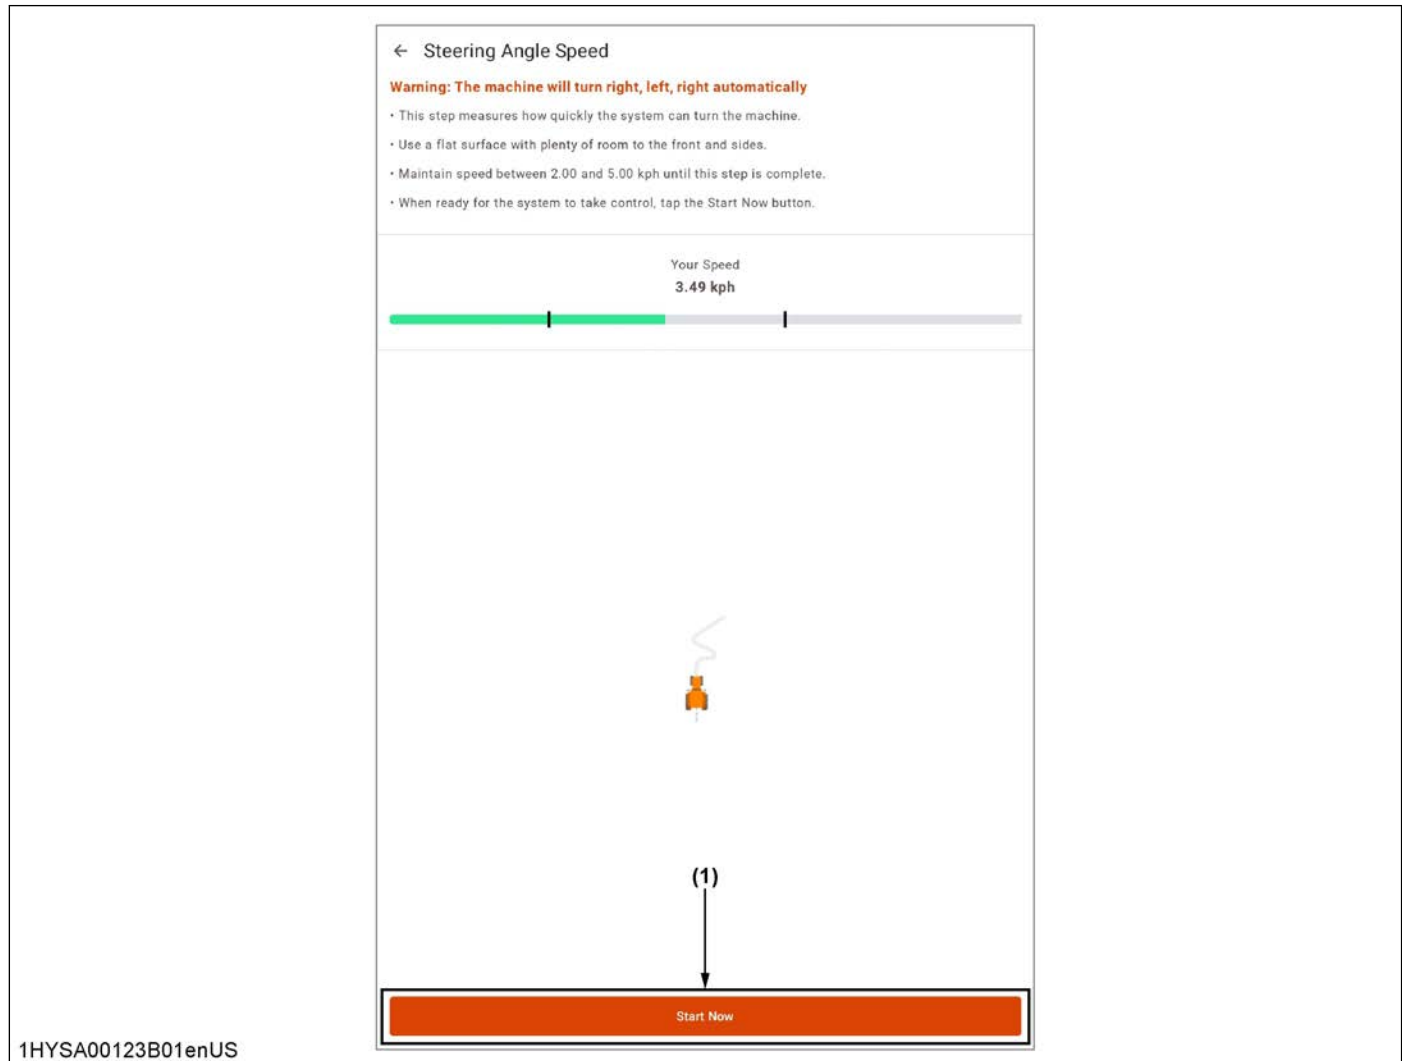 ← Steering Angle Speed
Warning: The machine will turn right, left, right automatically
• This step measures how quickly the system can turn the machine.
• Use a flat surface with plenty of room to the front and sides.
• Maintain speed between 2.00 and 5.00 kph until this step is complete.
• When ready for the system to take control, tap the Start Now button.
Your Speed
3.49 kph
(1)
Start Now
1HYSA00123B01enUS